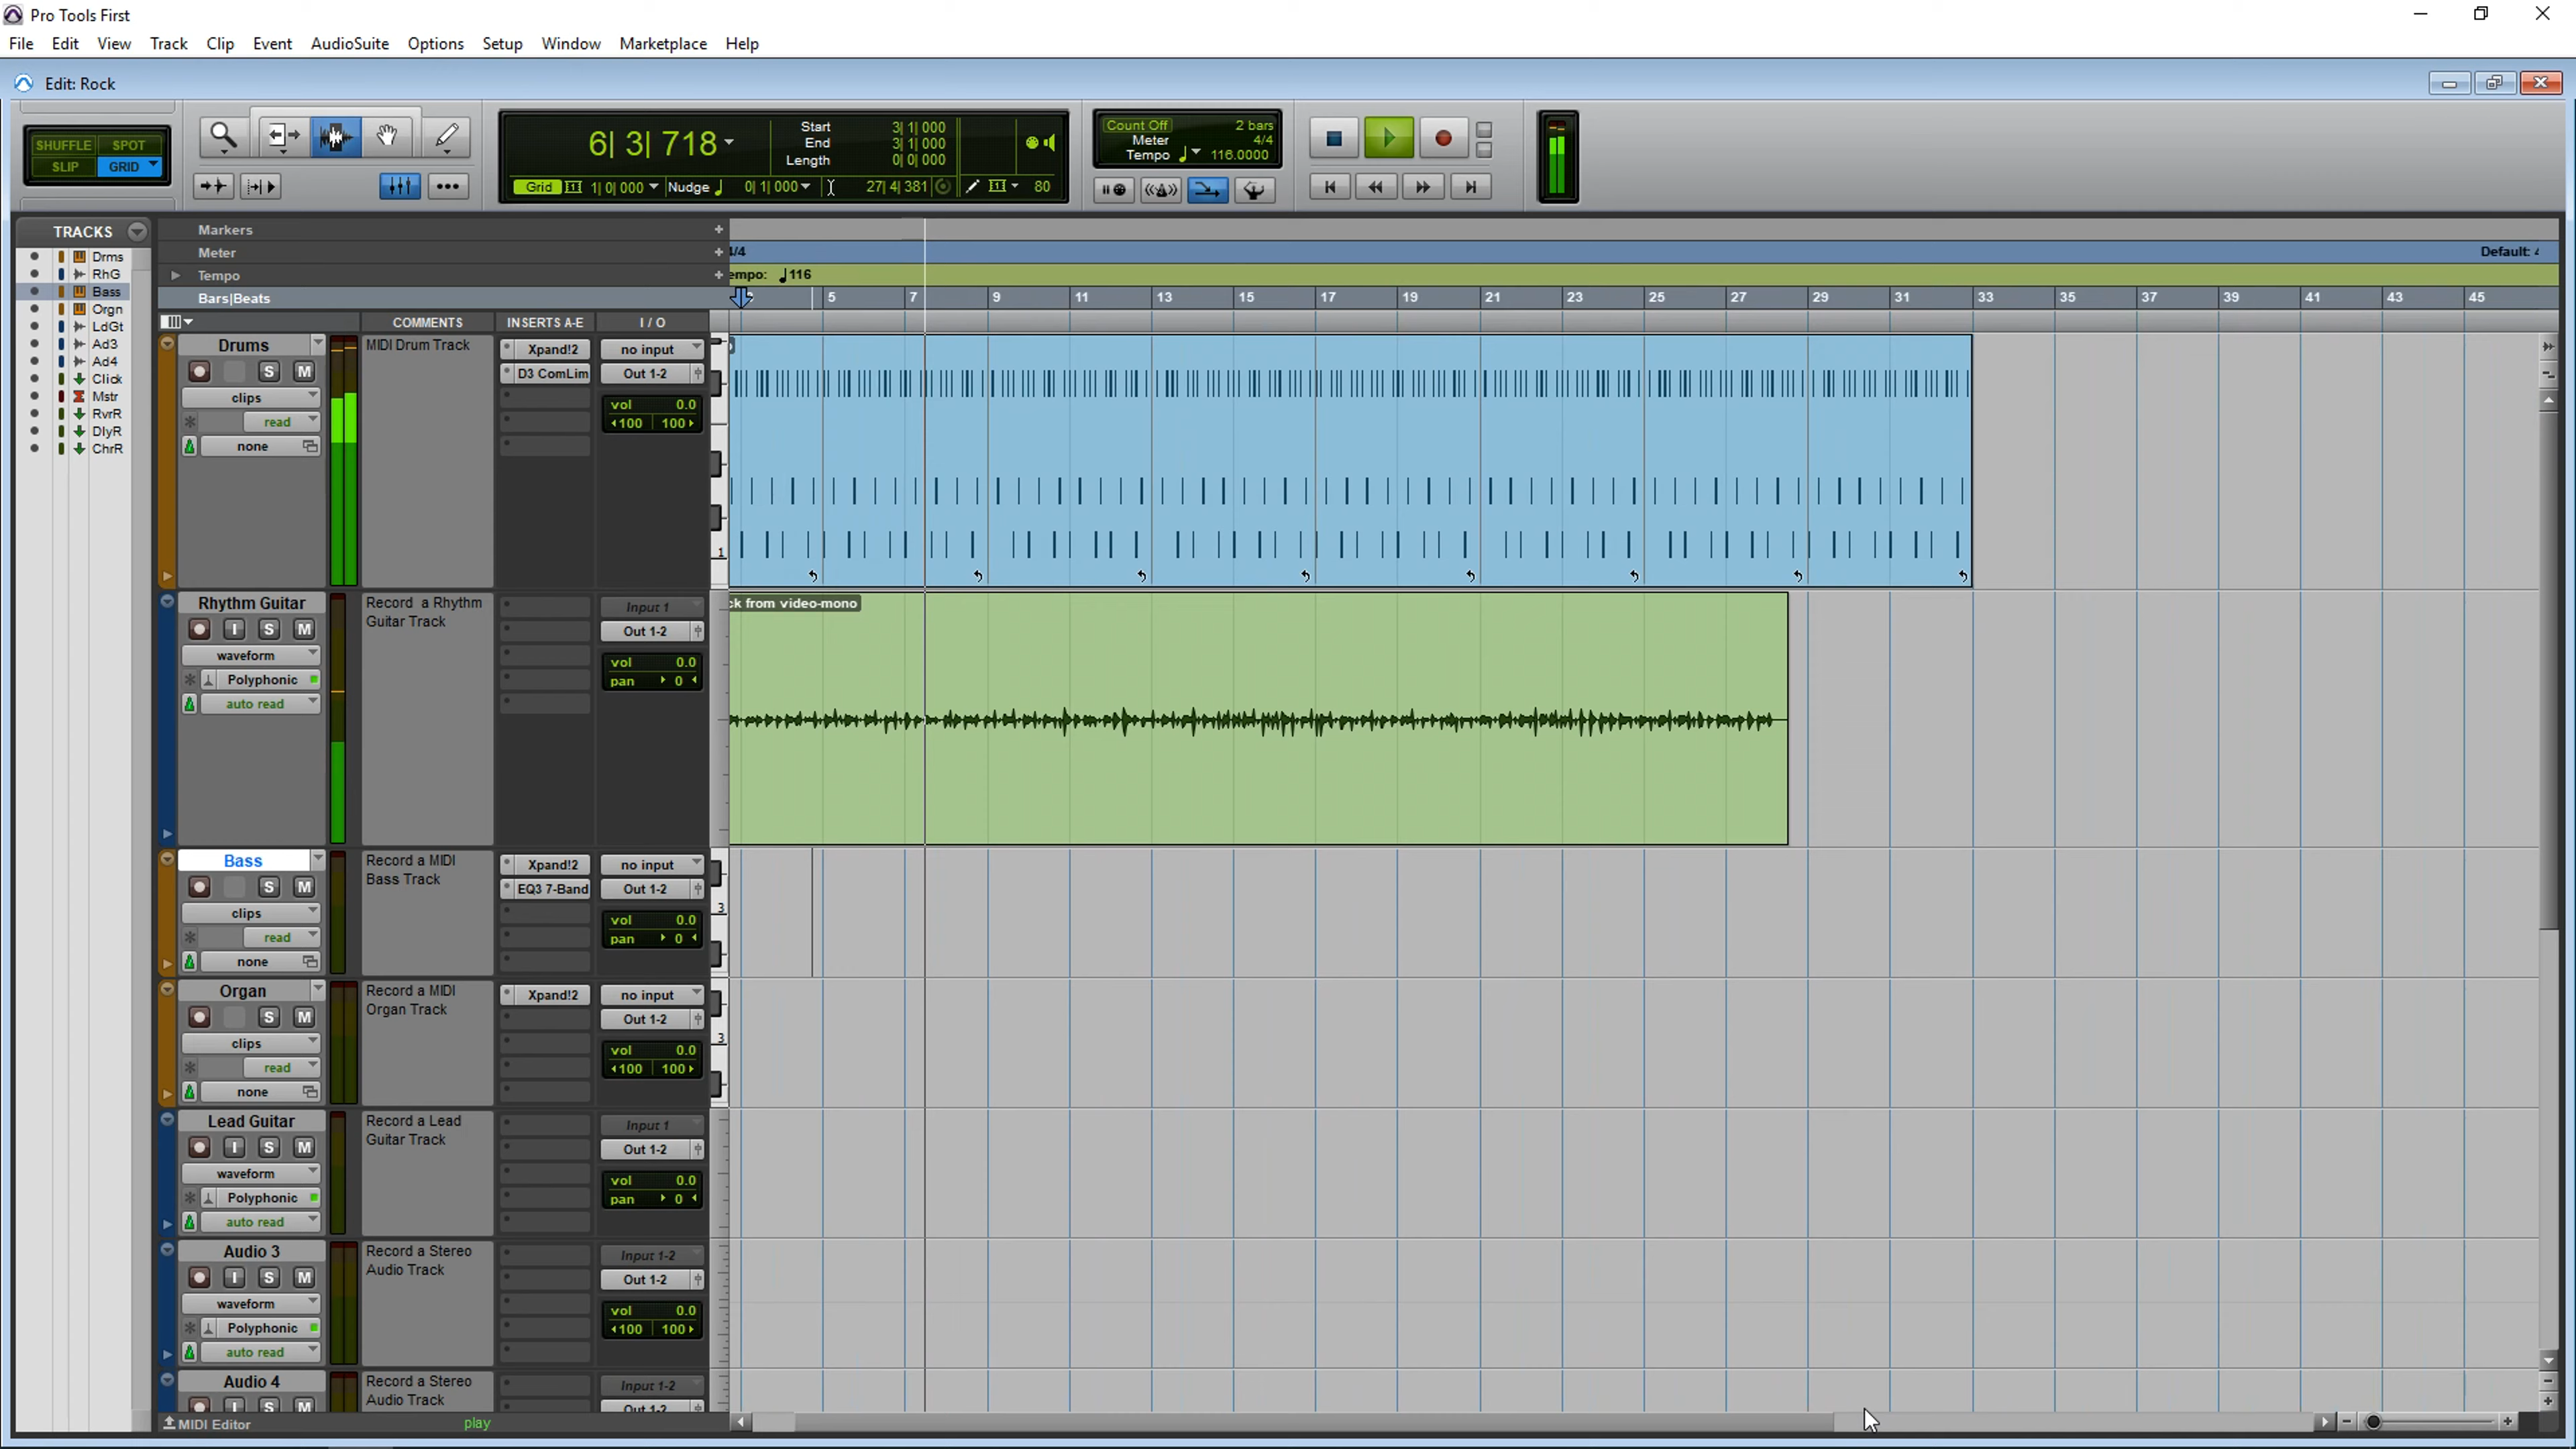 Pro Tools First
File Edit View Track Clip Event AudioSuite Options Setup Window Marketplace Help
Edit: Rock
SHUFFLE SPOT
SLIP GRID
6| 3| 718
Start 3| 1| 000
End 3| 1| 000
Length 0| 0| 000
Grid 1| 0| 000 Nudge 0| 1| 000 27| 4| 381 80
Count Off 2 bars
Meter 4/4
Tempo 116.0000
TRACKS
Drms
RhG
Bass
Orgn
LdGt
Ad3
Ad4
Click
Mstr
RvrR
DlyR
ChrR
Markers
Meter 4/4 Default: 4
Tempo empo: 116
Bars|Beats 5 7 9 11 13 15 17 19 21 23 25 27 29 31 33 35 37 39 41 43 45
COMMENTS INSERTS A-E I / O
Drums MIDI Drum Track Xpand!2 no input
S M D3 ComLim Out 1-2
clips vol 0.0
read 100 100
none
1
Rhythm Guitar Record a Rhythm Guitar Track Input 1 ck from video-mono
I S M Out 1-2
waveform vol 0.0
Polyphonic pan 0
auto read
Bass Record a MIDI Bass Track Xpand!2 no input
S M EQ3 7-Band Out 1-2
clips vol 0.0 3
read pan 0
none
Organ Record a MIDI Organ Track Xpand!2 no input
S M Out 1-2
clips vol 0.0 3
read 100 100
none
Lead Guitar Record a Lead Guitar Track Input 1
I S M Out 1-2
waveform vol 0.0
Polyphonic pan 0
auto read
Audio 3 Record a Stereo Audio Track Input 1-2
I S M Out 1-2
waveform vol 0.0
Polyphonic 100 100
auto read
Audio 4 Record a Stereo Audio Track Input 1-2
I S M Out 1-2
MIDI Editor play